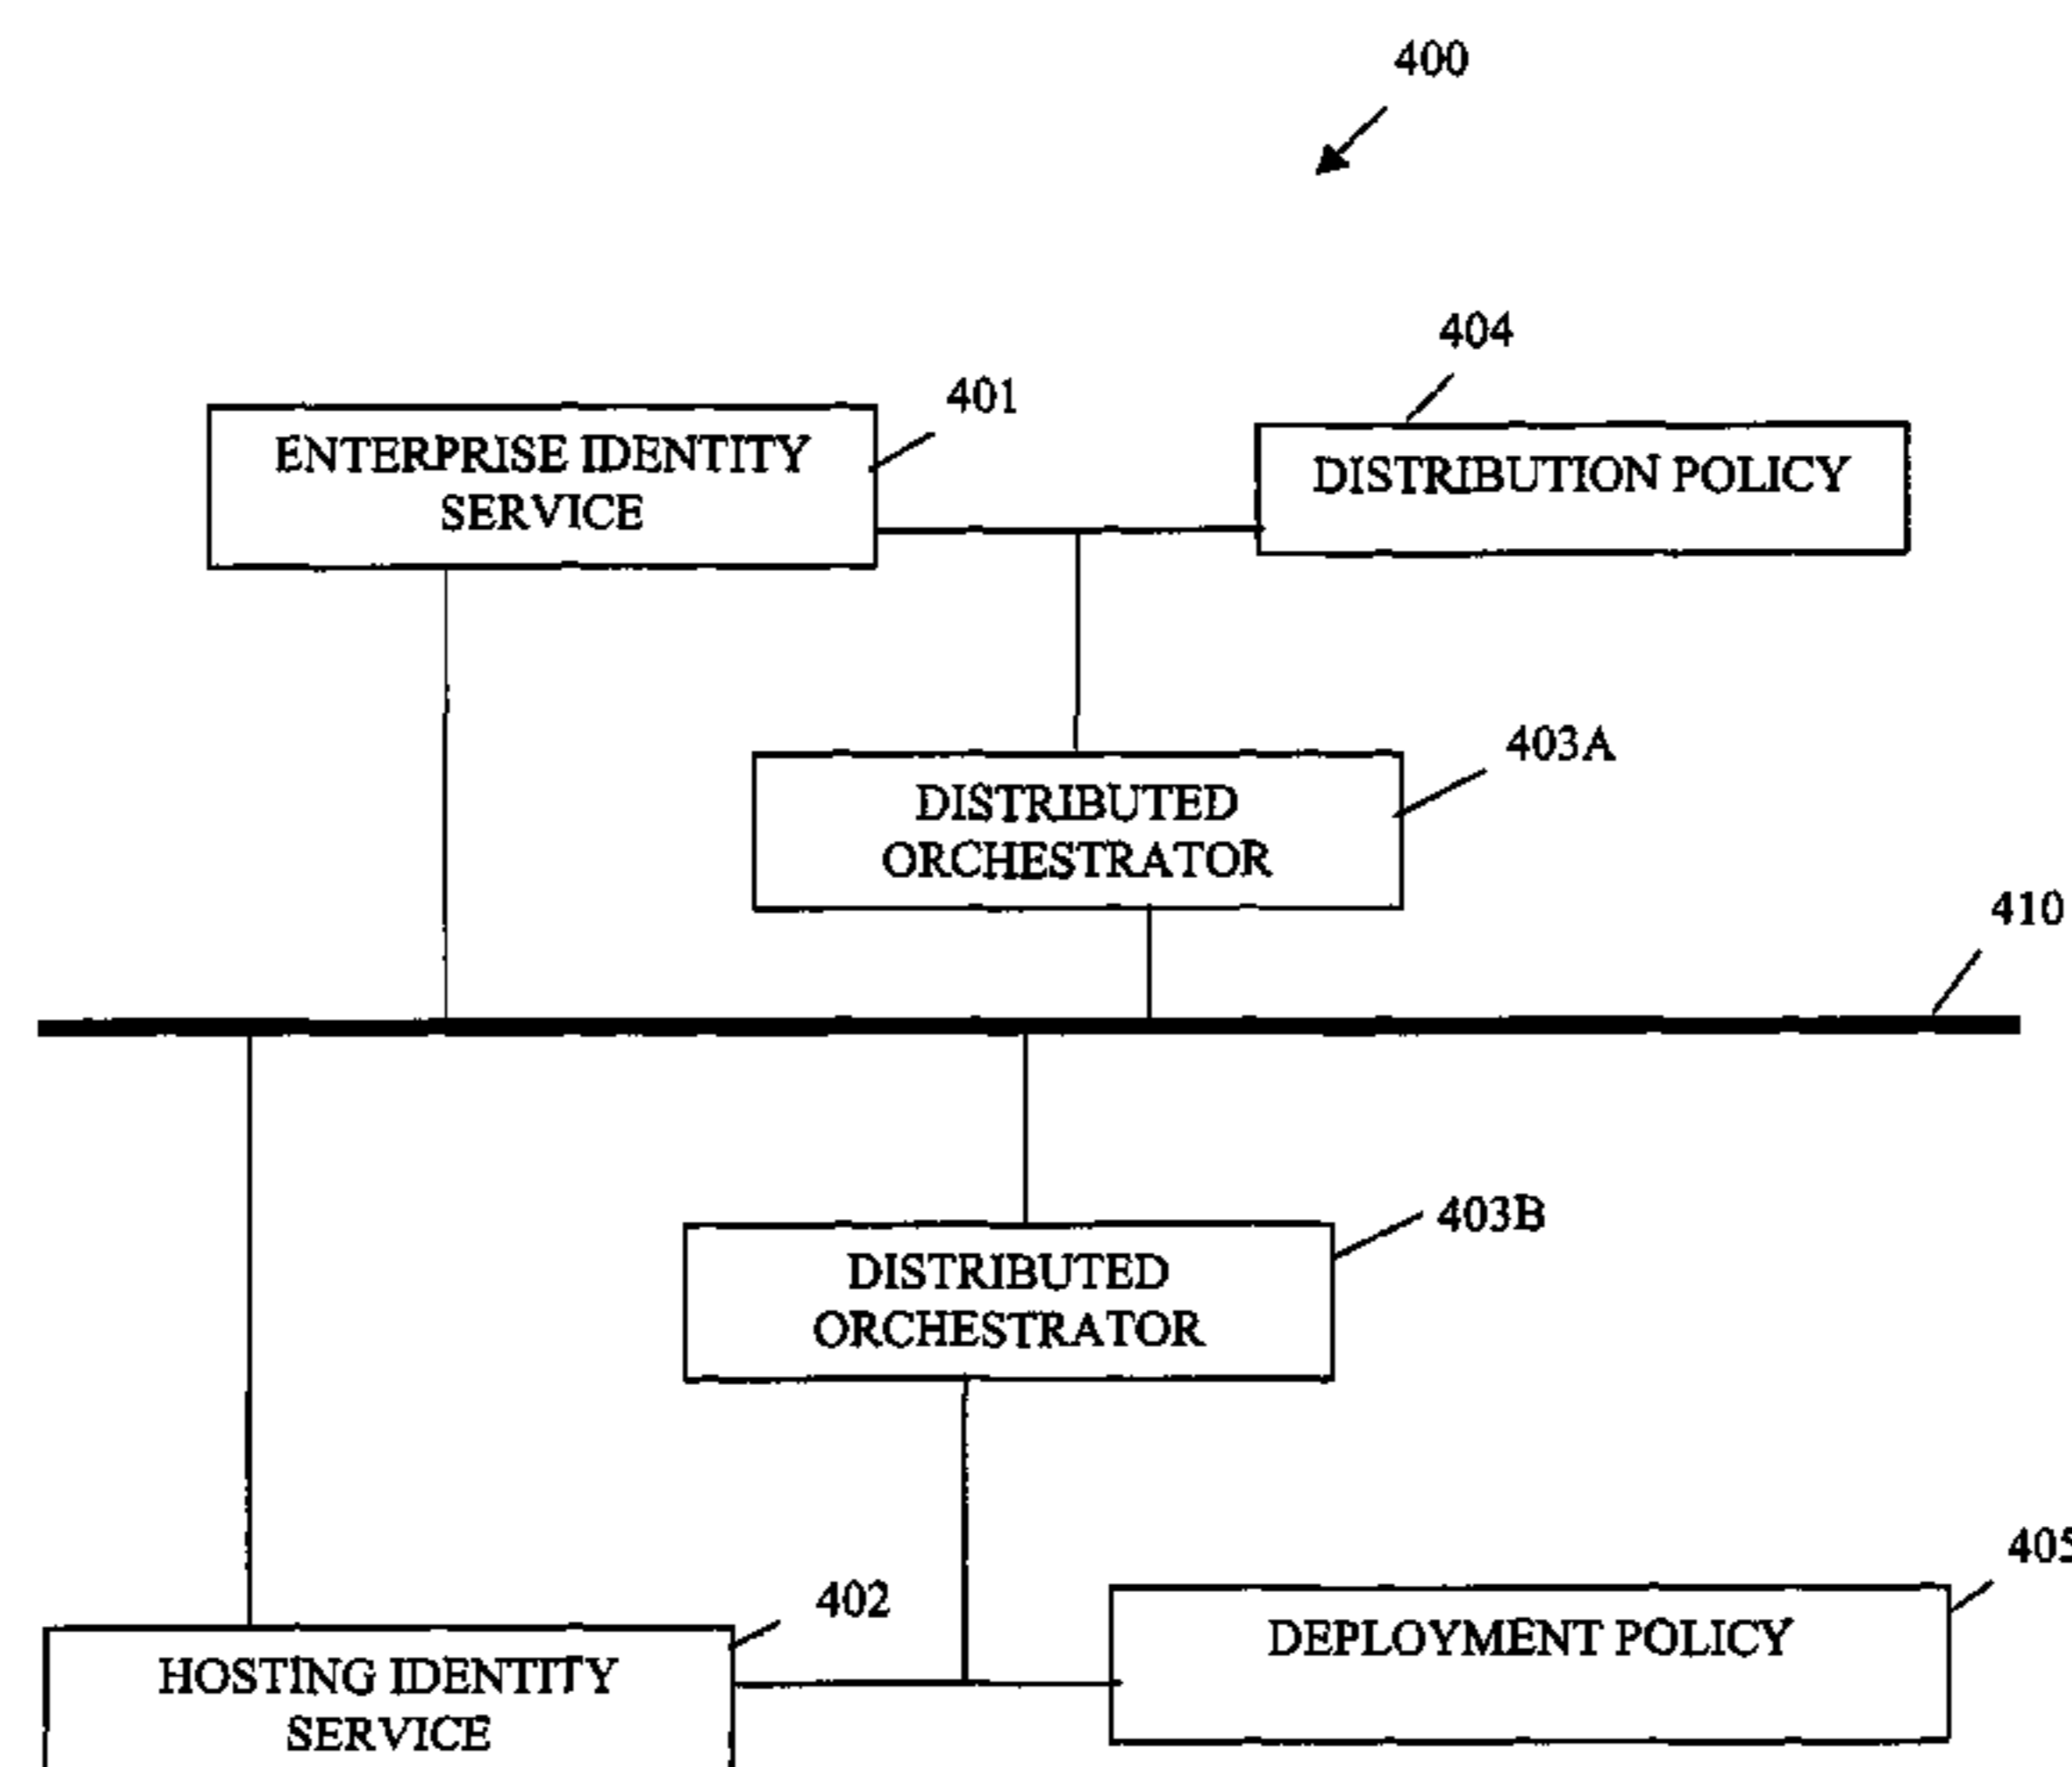 400
404
401
ENTERPRISE IDENTITY
SERVICE
DISTRIBUTION POLICY
403A
DISTRIBUTED
ORCHESTRATOR
410
403B
DISTRIBUTED
ORCHESTRATOR
405
402
DEPLOYMENT POLICY
HOSTING IDENTITY
SERVICE